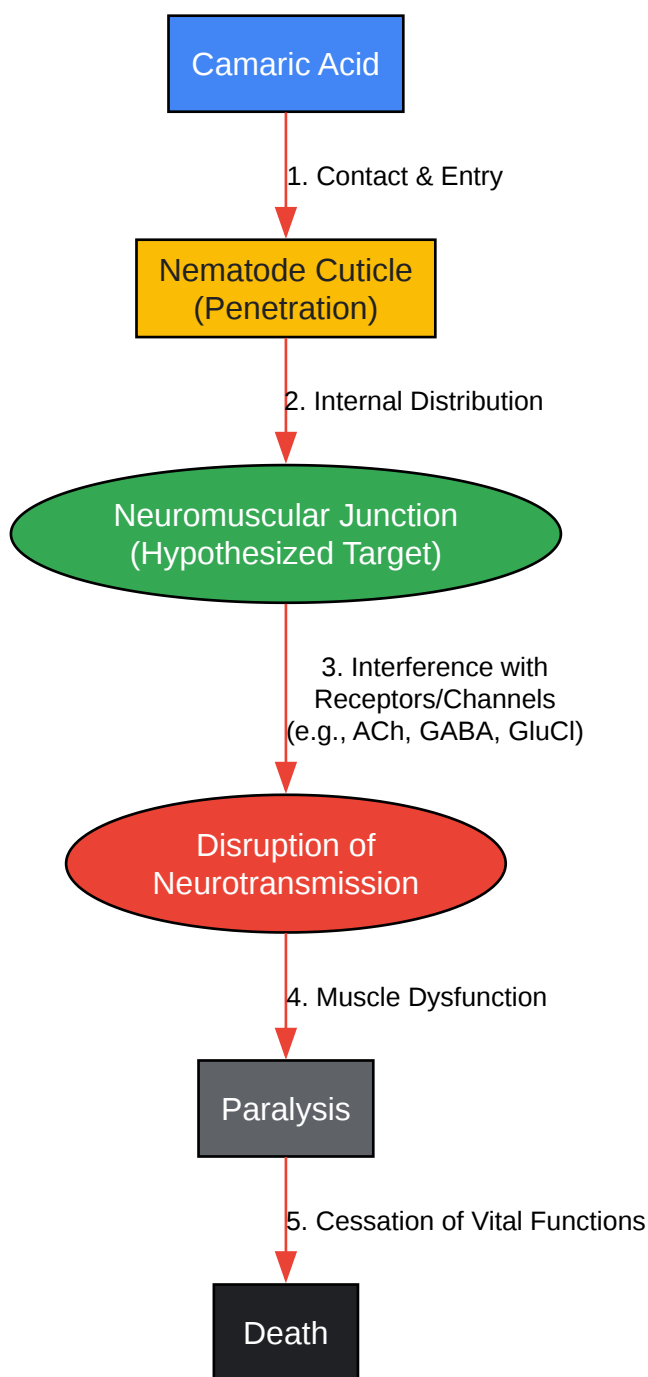 Camaric Acid
1. Contact & Entry
Nematode Cuticle
(Penetration)
2. Internal Distribution
Neuromuscular Junction
(Hypothesized Target)
3. Interference with
Receptors/Channels
(e.g., ACh, GABA, GluCl)
Disruption of
Neurotransmission
4. Muscle Dysfunction
Paralysis
5. Cessation of Vital Functions
Death